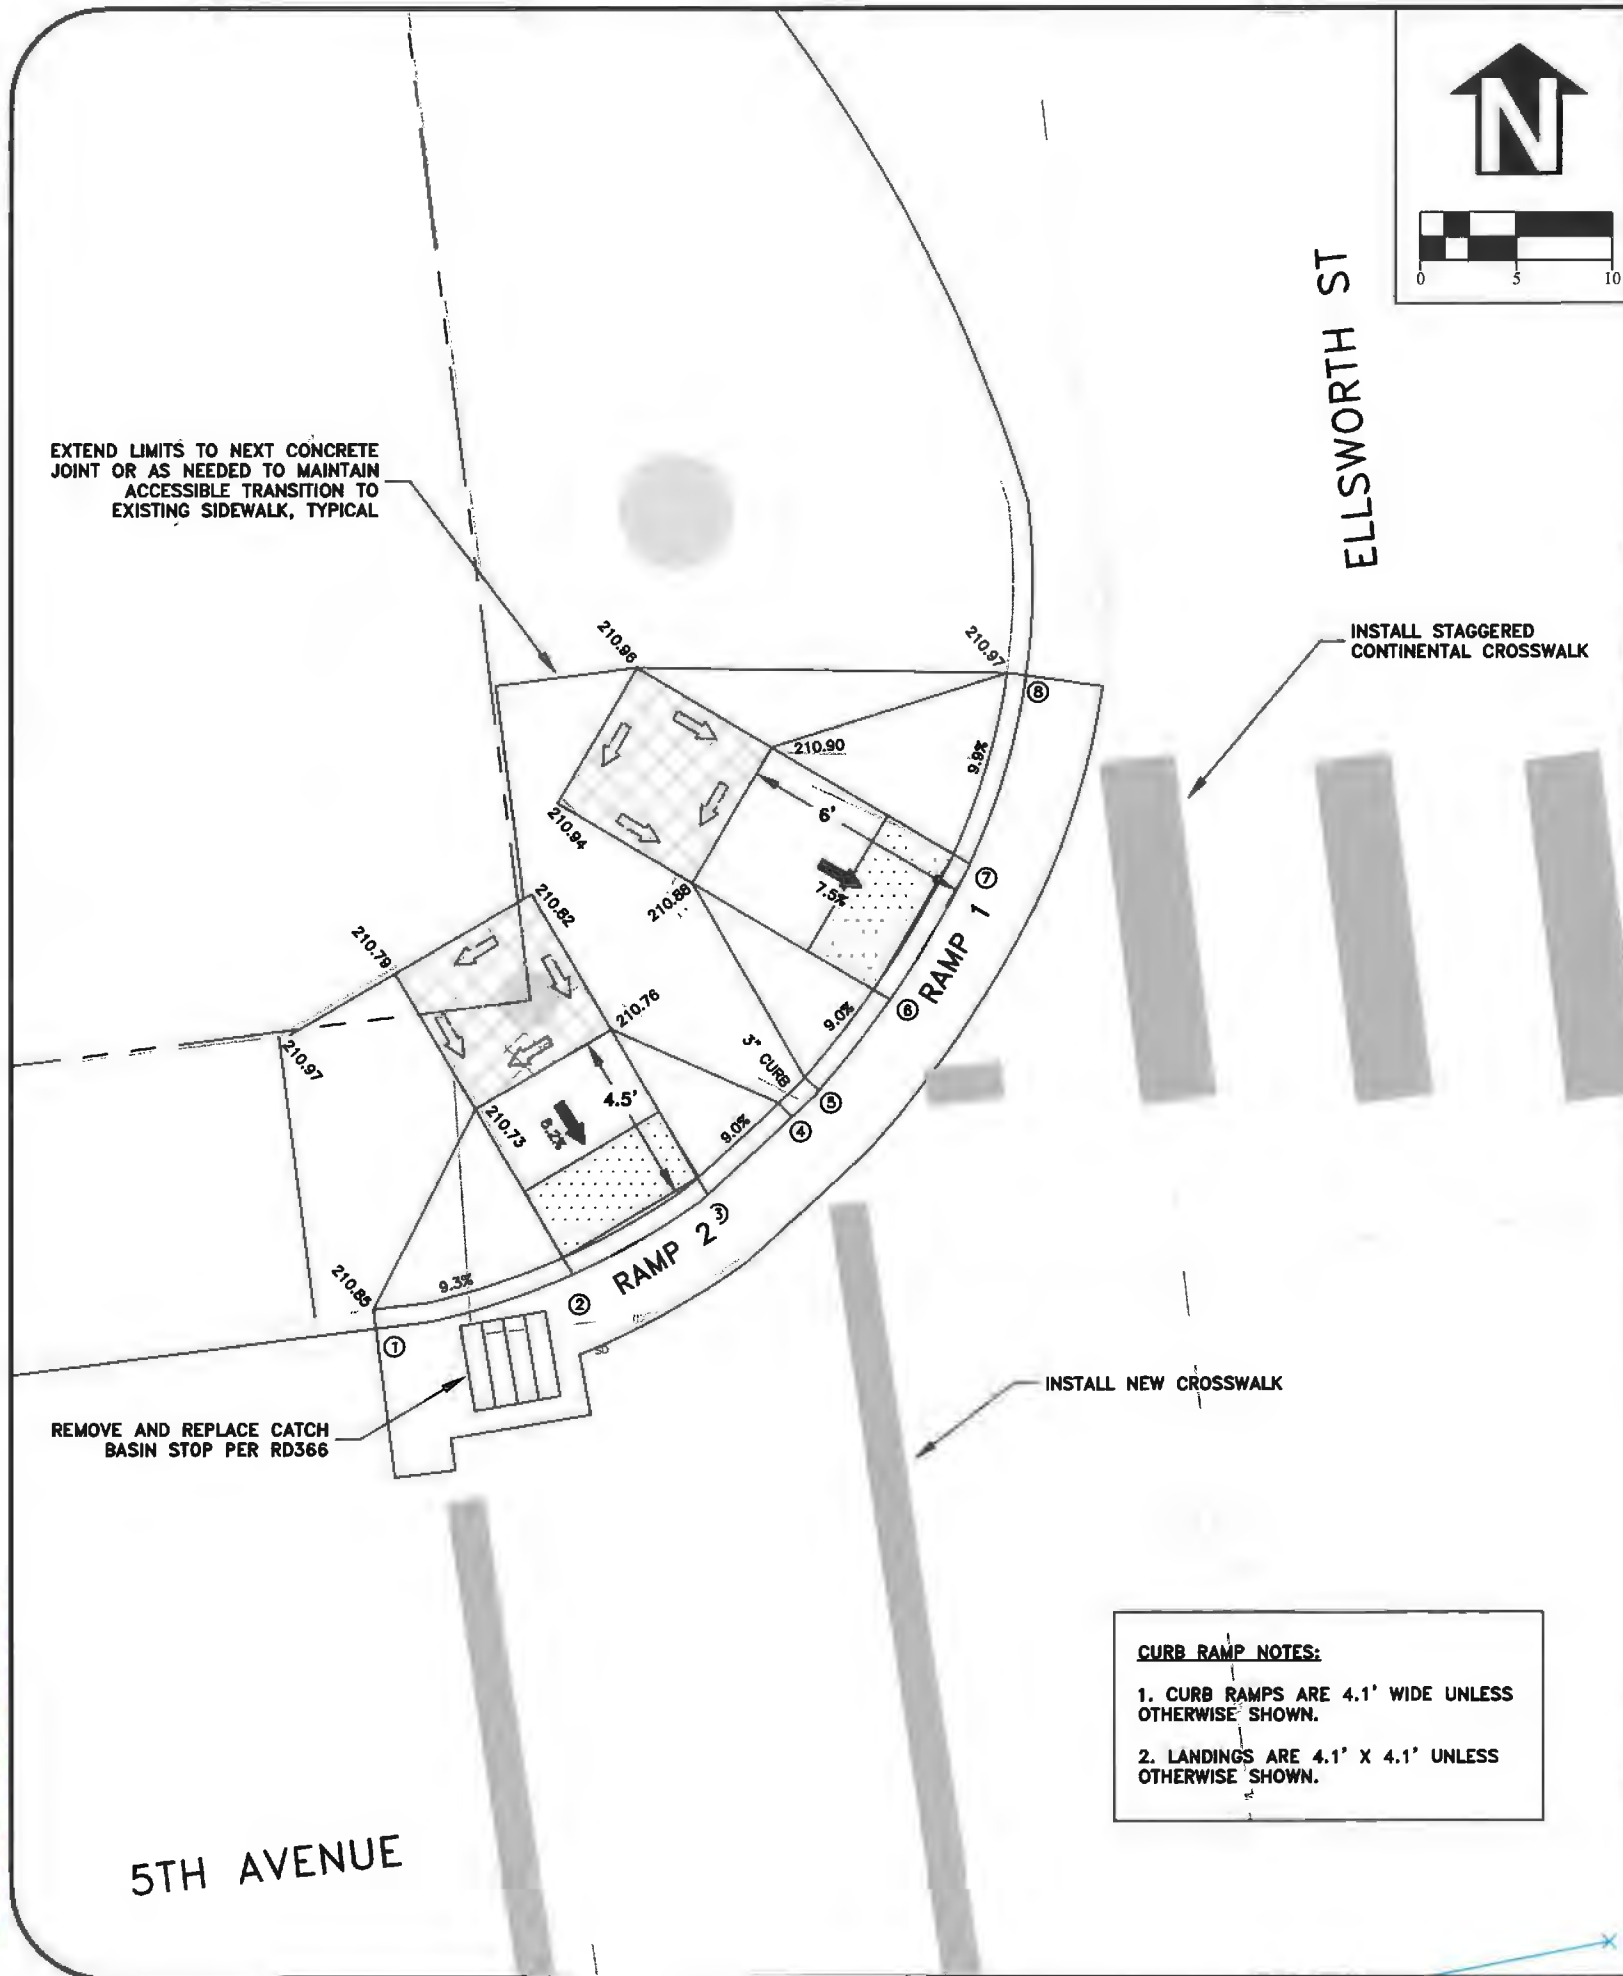 N
0 5 10
ELLSWORTH ST
EXTEND LIMITS TO NEXT CONCRETE
JOINT OR AS NEEDED TO MAINTAIN
ACCESSIBLE TRANSITION TO
EXISTING SIDEWALK, TYPICAL
INSTALL STAGGERED
CONTINENTAL CROSSWALK
210.96
210.97
8
210.90
9.9%
6'
210.94
7.5%
7
210.88
RAMP 1
6
9.0%
210.82
210.79
210.76
210.97
3" CURB
5
4
4.5'
210.73
8.2%
9.0%
3
RAMP 2
210.85
9.3%
2
1
SD
INSTALL NEW CROSSWALK
REMOVE AND REPLACE CATCH
BASIN STOP PER RD366
CURB RAMP NOTES:
1. CURB RAMPS ARE 4.1' WIDE UNLESS
OTHERWISE SHOWN.
2. LANDINGS ARE 4.1' X 4.1' UNLESS
OTHERWISE SHOWN.
5TH AVENUE